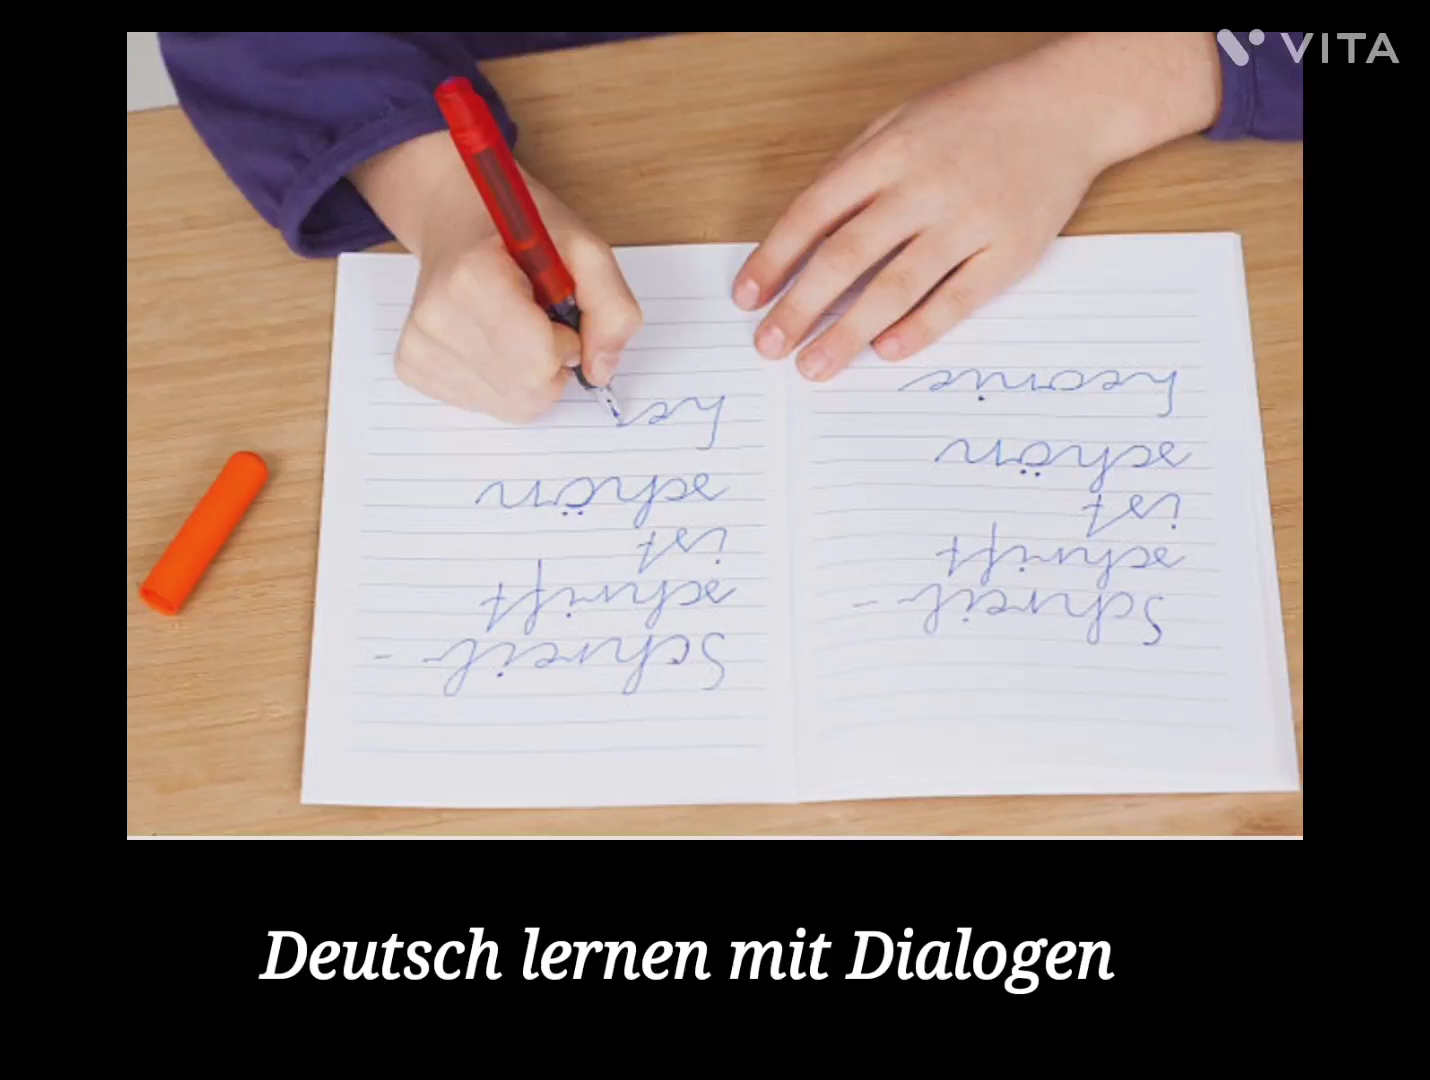 VITA
Schreib-
schrift
ist
schön
Schreib-
schrift
ist
schön
Deutsch lernen mit Dialogen